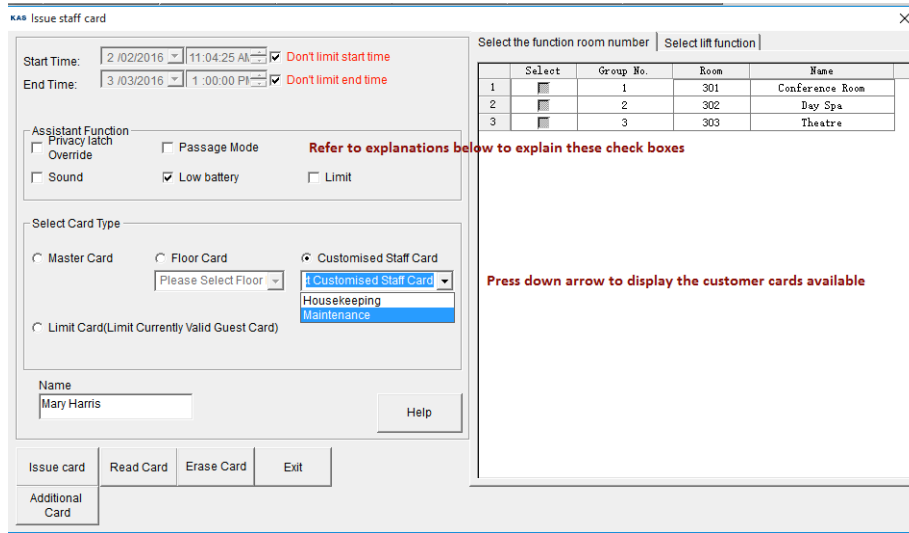 KAS Issue staff card
Start Time: 2 /02/2016 11:04:25 AM Don't limit start time
End Time: 3 /03/2016 1 :00:00 PM Don't limit end time
Assistant Function
Privacy latch
Override
Passage Mode
Refer to explanations below to explain these check boxes
Sound
Low battery
Limit
Select Card Type
Master Card
Floor Card
Customised Staff Card
Please Select Floor
t Customised Staff Card
Housekeeping
Maintenance
Limit Card(Limit Currently Valid Guest Card)
Name
Mary Harris
Help
Issue card
Read Card
Erase Card
Exit
Additional
Card
Select the function room number
Select lift function
Select Group No. Room Name
1 1 301 Conference Room
2 2 302 Day Spa
3 3 303 Theatre
Press down arrow to display the customer cards available